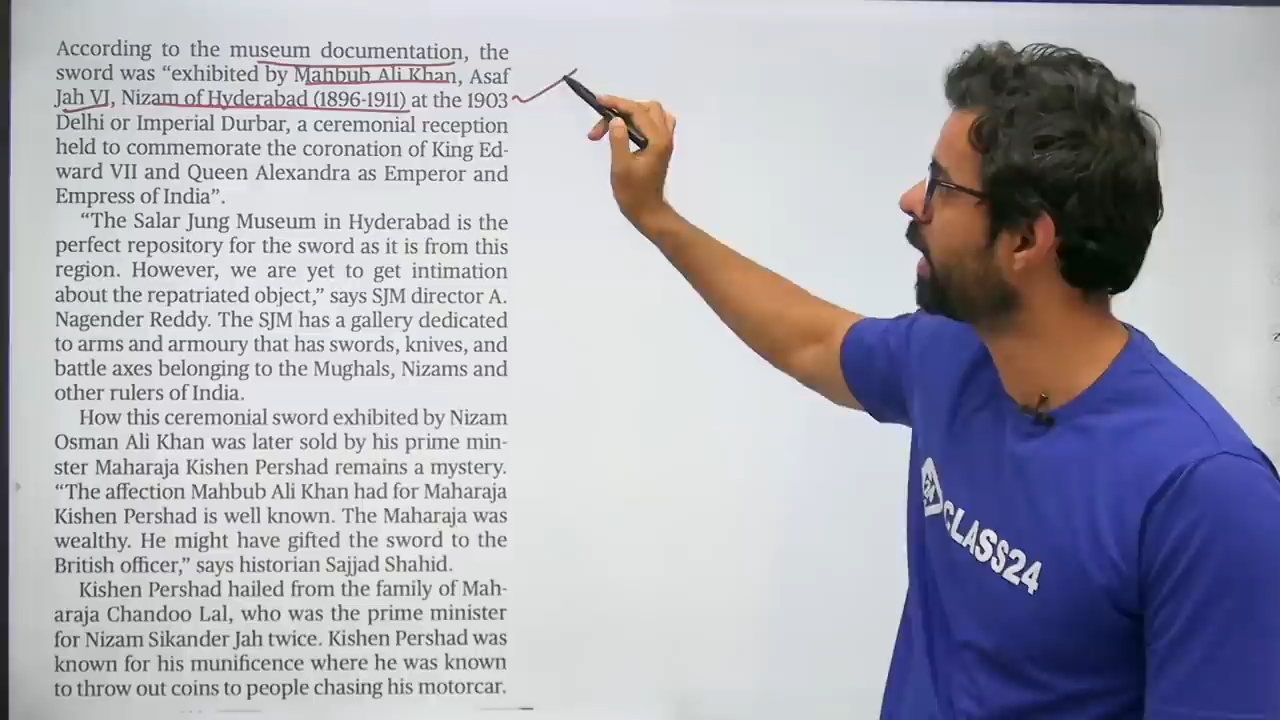 According to the museum documentation, the
sword was “exhibited by Mahbub Ali Khan, Asaf
Jah VI, Nizam of Hyderabad (1896-1911) at the 1903
Delhi or Imperial Durbar, a ceremonial reception
held to commemorate the coronation of King Ed-
ward VII and Queen Alexandra as Emperor and
Empress of India”.
“The Salar Jung Museum in Hyderabad is the
perfect repository for the sword as it is from this
region. However, we are yet to get intimation
about the repatriated object,” says SJM director A.
Nagender Reddy. The SJM has a gallery dedicated
to arms and armoury that has swords, knives, and
battle axes belonging to the Mughals, Nizams and
other rulers of India.
How this ceremonial sword exhibited by Nizam
Osman Ali Khan was later sold by his prime min-
ster Maharaja Kishen Pershad remains a mystery.
“The affection Mahbub Ali Khan had for Maharaja
Kishen Pershad is well known. The Maharaja was
wealthy. He might have gifted the sword to the
British officer,” says historian Sajjad Shahid.
Kishen Pershad hailed from the family of Mah-
araja Chandoo Lal, who was the prime minister
for Nizam Sikander Jah twice. Kishen Pershad was
known for his munificence where he was known
to throw out coins to people chasing his motorcar.
CLASS24